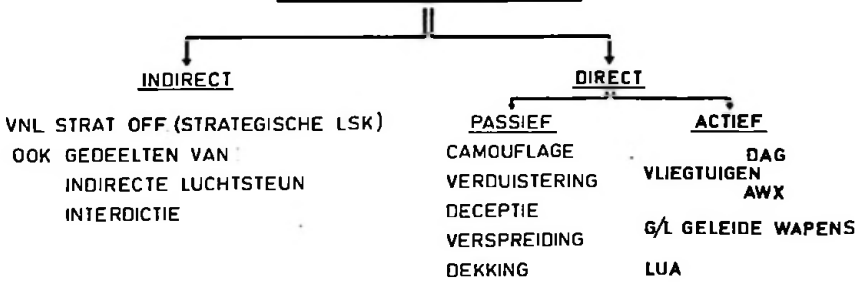 INDIRECT
VNL STRAT OFF (STRATEGISCHE LSK)
OOK GEDEELTEN VAN
INDIRECTE LUCHTSTEUN
INTERDICTIE
DIRECT
PASSIEF
CAMOUFLAGE
VERDUISTERING
DECEPTIE
VERSPREIDING
DEKKING
ACTIEF
DAG
VLIEGTUIGEN
AWX
G/L GELEIDE WAPENS
LUA